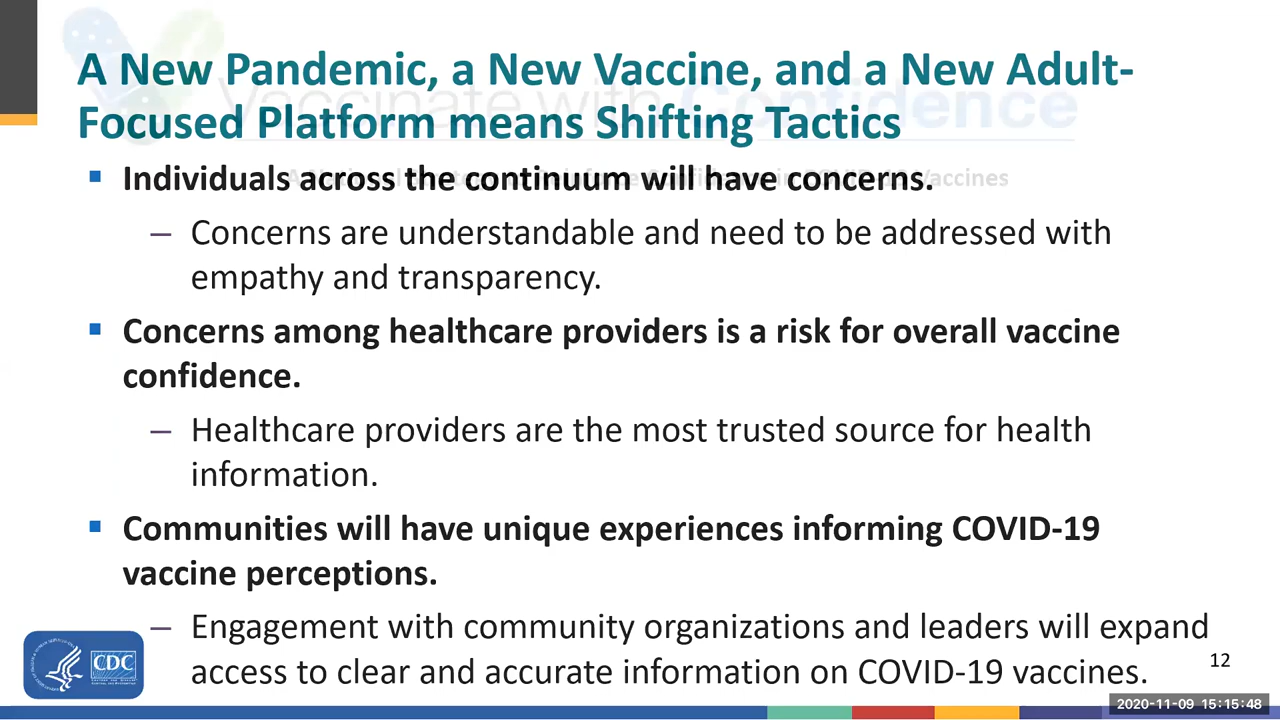 A New Pandemic, a New Vaccine, and a New Adult-
Focused Platform means Shifting Tactics
Vaccinate with Confidence
▪ Individuals across the continuum will have concerns.
vaccines
– Concerns are understandable and need to be addressed with
empathy and transparency.
▪ Concerns among healthcare providers is a risk for overall vaccine
confidence.
– Healthcare providers are the most trusted source for health
information.
▪ Communities will have unique experiences informing COVID-19
vaccine perceptions.
– Engagement with community organizations and leaders will expand
access to clear and accurate information on COVID-19 vaccines.
CDC
12
2020-11-09 15:15:48